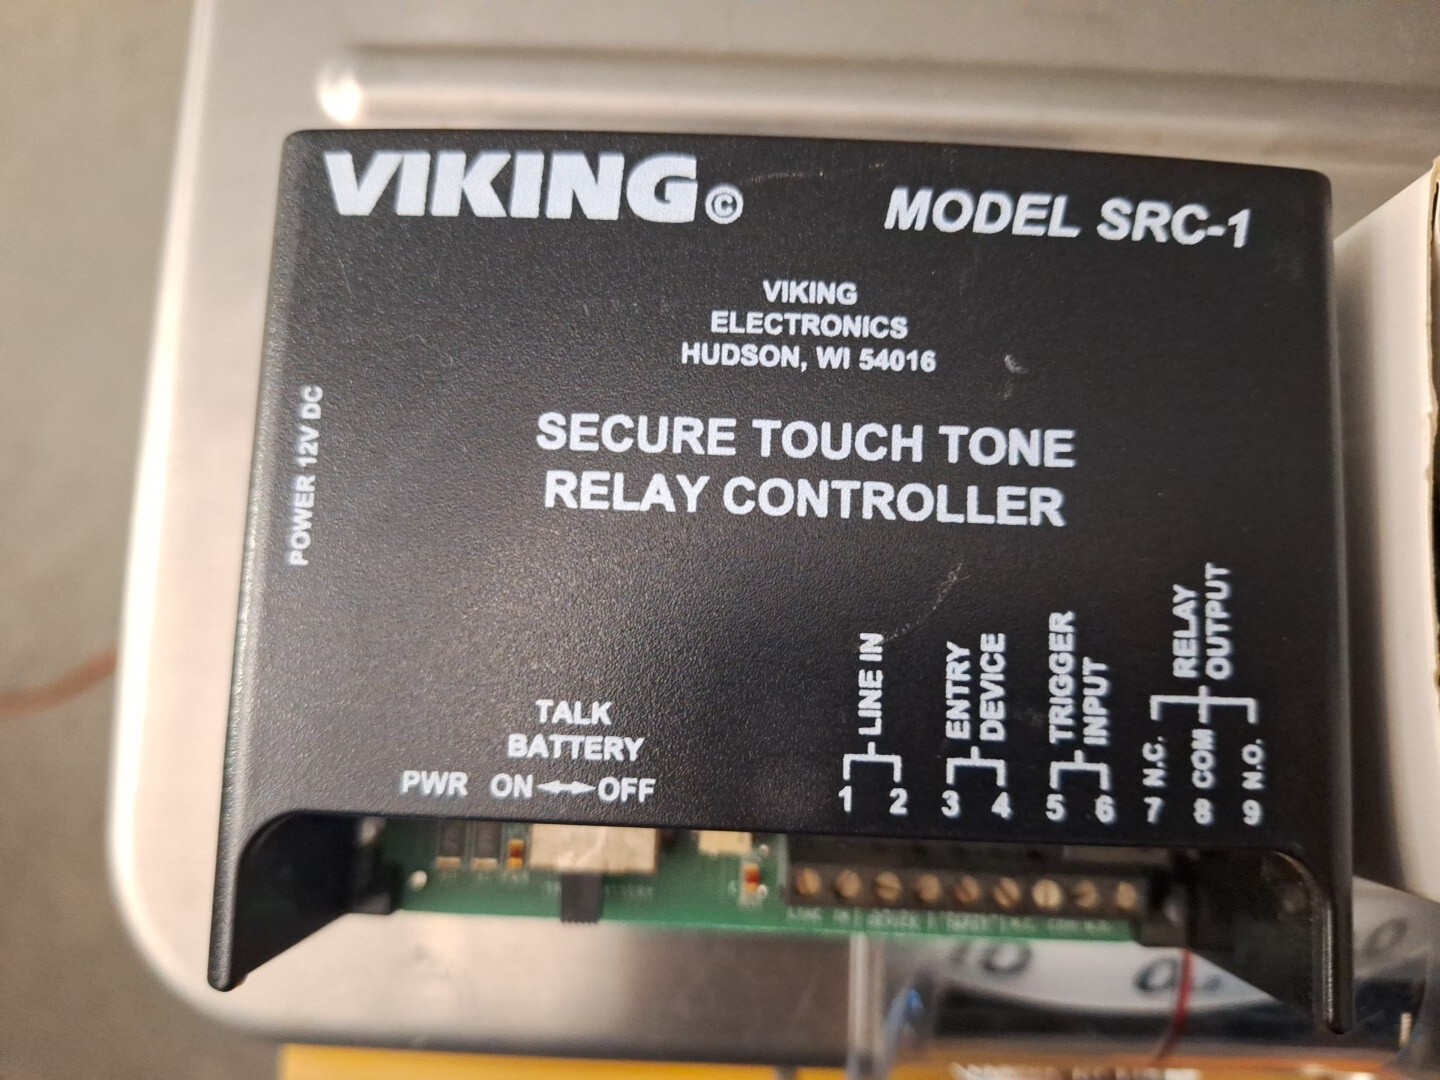 VIKING©
MODEL SRC-1
VIKING
ELECTRONICS
HUDSON, WI 54016
SECURE TOUCH TONE
RELAY CONTROLLER
POWER 12V DC
TALK
BATTERY
PWR ON OFF
LINE IN
ENTRY
DEVICE
TRIGGER
INPUT
RELAY
OUTPUT
N.C. COM N.O.
1 2 3 4 5 6 7 8 9